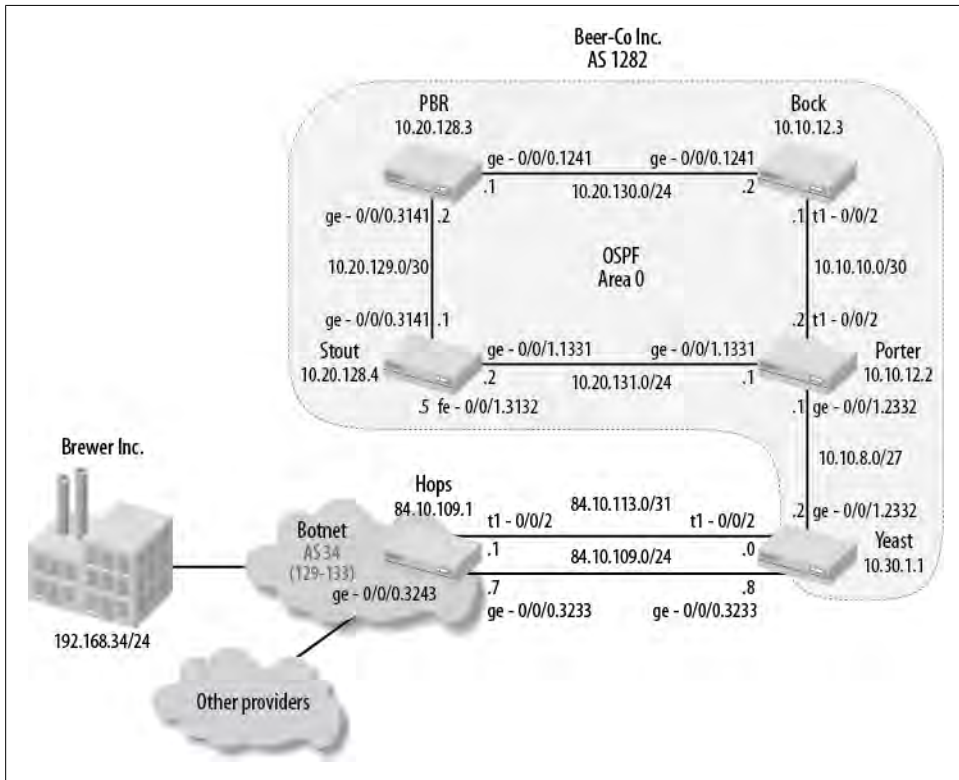 Beer-Co Inc.
AS 1282
PBR
10.20.128.3
Bock
10.10.12.3
ge - 0/0/0.1241
ge - 0/0/0.1241
.1
10.20.130.0/24
.2
ge - 0/0/0.3141
.2
.1
t1 - 0/0/2
10.20.129.0/30
OSPF
Area 0
10.10.10.0/30
ge - 0/0/0.3141
.1
.2
t1 - 0/0/2
Stout
10.20.128.4
ge - 0/0/1.1331
ge - 0/0/1.1331
.2
10.20.131.0/24
.1
Porter
10.10.12.2
.5 fe - 0/0/1.3132
.1
ge - 0/0/1.2332
10.10.8.0/27
Brewer Inc.
Hops
84.10.109.1
84.10.113.0/31
.2
ge - 0/0/1.2332
t1 - 0/0/2
t1 - 0/0/2
Yeast
10.30.1.1
Botnet
AS 34
(129-133)
.1
84.10.109.0/24
.0
ge - 0/0/0.3243
.7
.8
ge - 0/0/0.3233
ge - 0/0/0.3233
192.168.34/24
Other providers